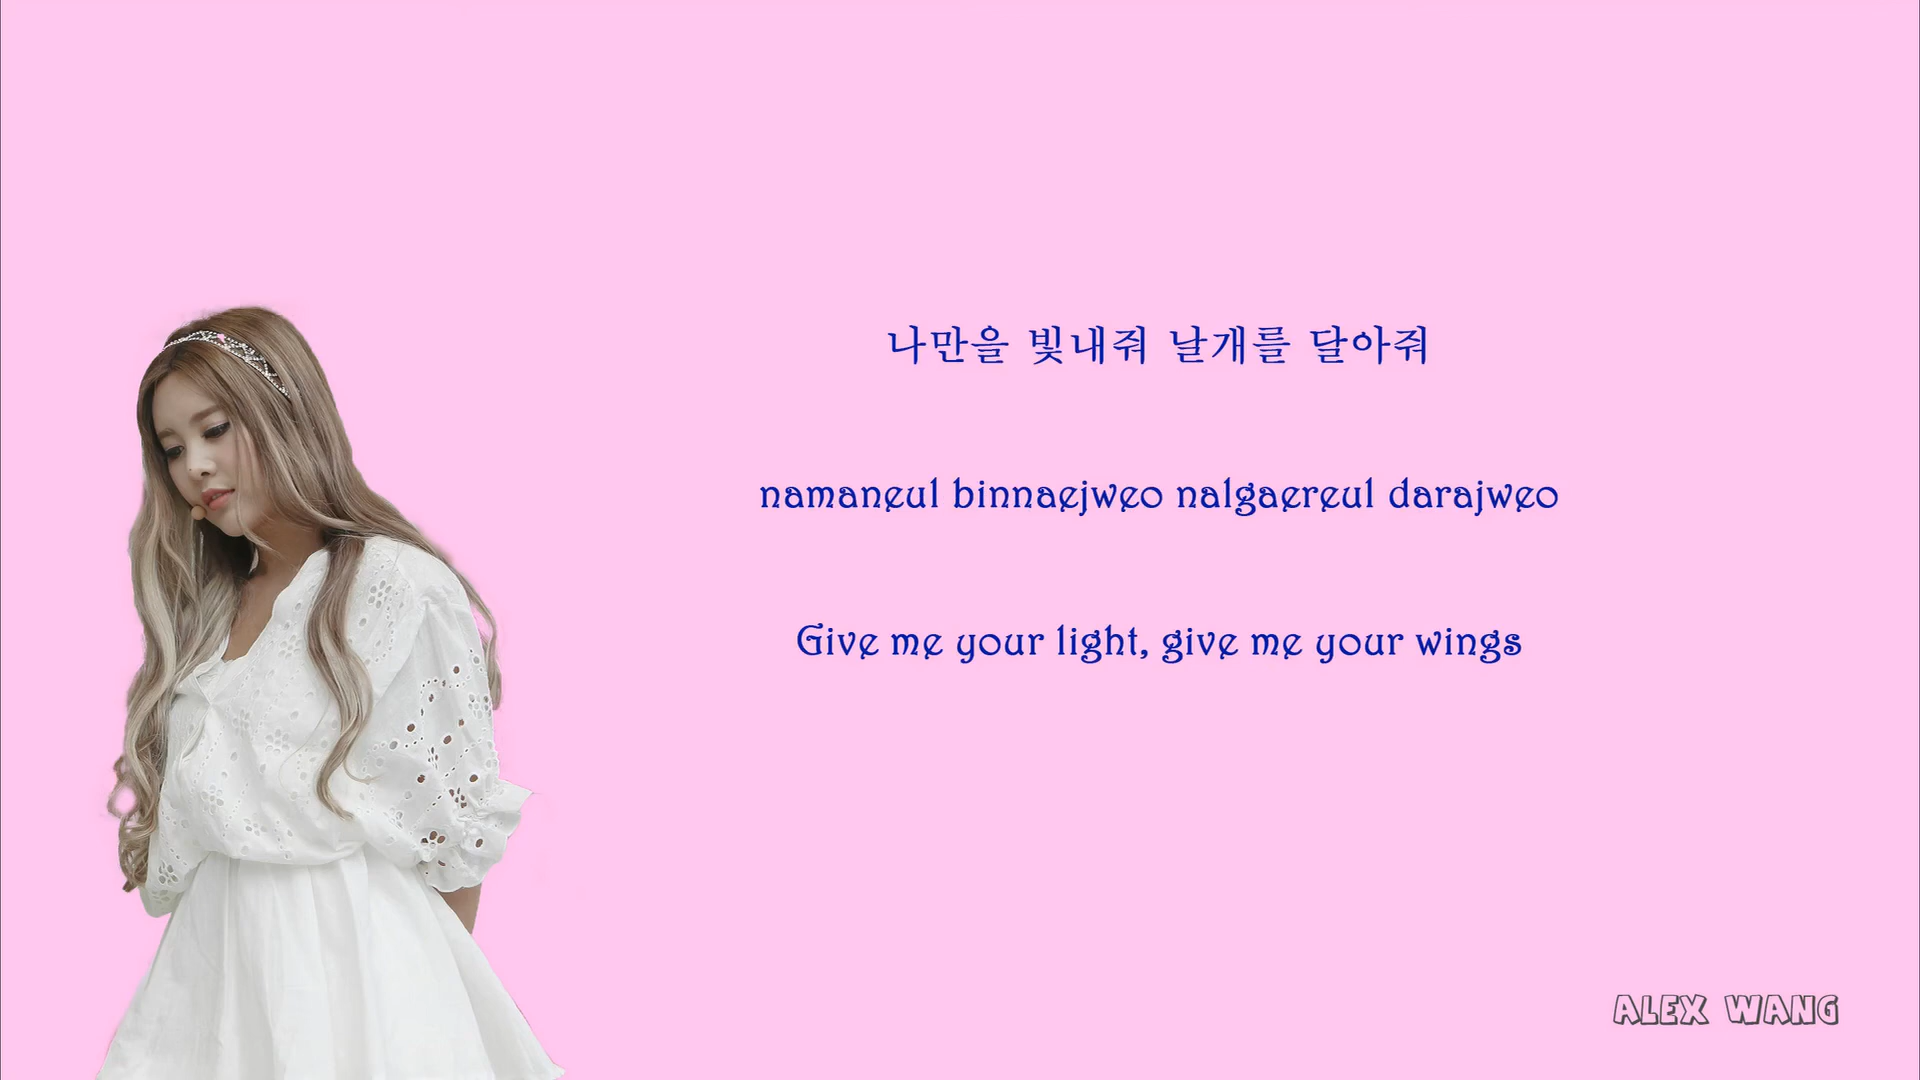 나만을 빛내줘 날개를 달아줘
namaneul binnaejweo nalgaereul darajweo
Give me your light, give me your wings
ALEX WANG